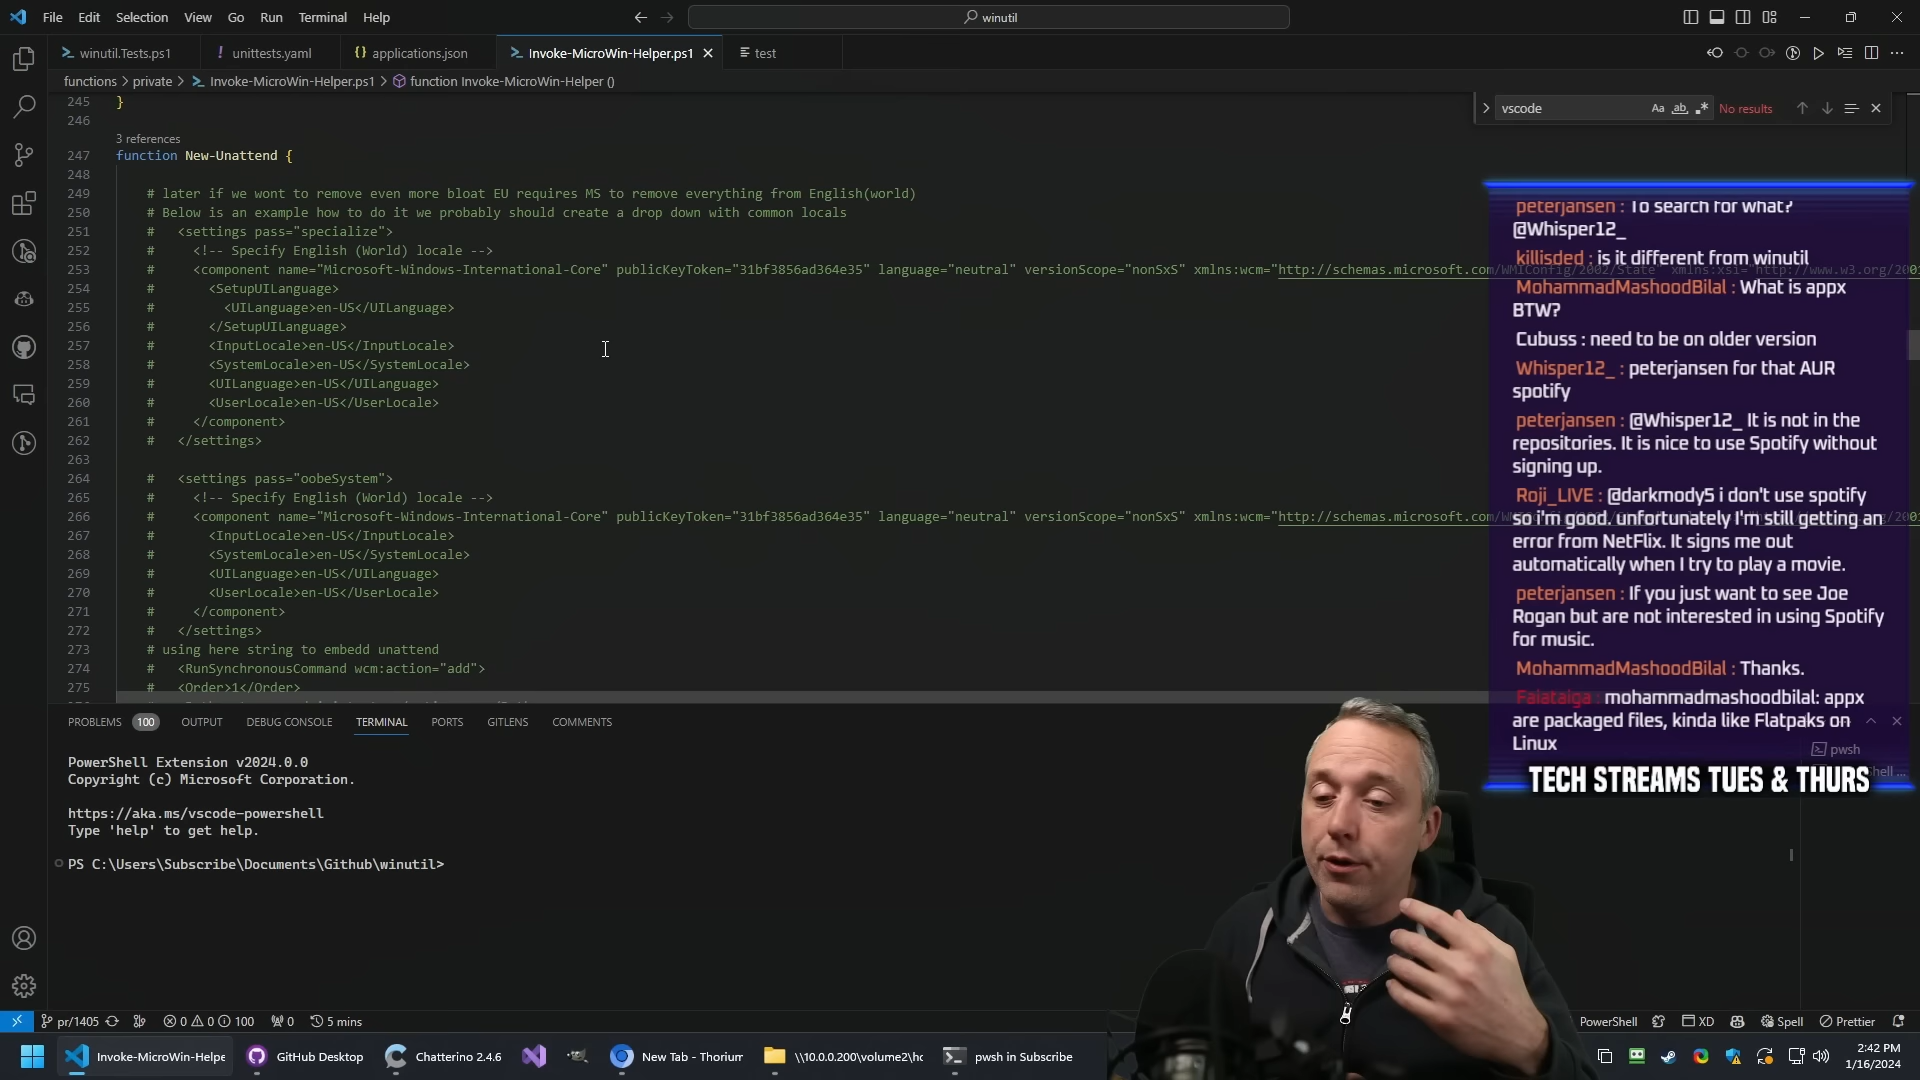 File Edit Selection View Go Run Terminal Help
winutil
winutil.Tests.ps1
unittests.yaml
applications.json
Invoke-MicroWin-Helper.ps1
test
functions > private > Invoke-MicroWin-Helper.ps1 > function Invoke-MicroWin-Helper ()
vscode
Aa ab No results
245 }
246
3 references
247 function New-Unattend {
248
249 # later if we wont to remove even more bloat EU requires MS to remove everything from English(world)
250 # Below is an example how to do it we probably should create a drop down with common locals
251 # <settings pass="specialize">
252 # <!-- Specify English (World) locale -->
253 # <component name="Microsoft-Windows-International-Core" publicKeyToken="31bf3856ad364e35" language="neutral" versionScope="nonSxS" xmlns:wcm="http://schemas.microsoft.com/WMIConfig/2002/State" xmlns:xsi="http://www.w3.org/2001
254 # <SetupUILanguage>
255 # <UILanguage>en-US</UILanguage>
256 # </SetupUILanguage>
257 # <InputLocale>en-US</InputLocale>
258 # <SystemLocale>en-US</SystemLocale>
259 # <UILanguage>en-US</UILanguage>
260 # <UserLocale>en-US</UserLocale>
261 # </component>
262 # </settings>
263
264 # <settings pass="oobeSystem">
265 # <!-- Specify English (World) locale -->
266 # <component name="Microsoft-Windows-International-Core" publicKeyToken="31bf3856ad364e35" language="neutral" versionScope="nonSxS" xmlns:wcm="http://schemas.microsoft.com
267 # <InputLocale>en-US</InputLocale>
268 # <SystemLocale>en-US</SystemLocale>
269 # <UILanguage>en-US</UILanguage>
270 # <UserLocale>en-US</UserLocale>
271 # </component>
272 # </settings>
273 # using here string to embedd unattend
274 # <RunSynchronousCommand wcm:action="add">
275 # <Order>1</Order>
peterjansen : To search for what?
@Whisper12_
killisded : is it different from winutil
MohammadMashoodBilal : What is appx
BTW?
Cubuss : need to be on older version
Whisper12_ : peterjansen for that AUR
spotify
peterjansen : @Whisper12_ It is not in the
repositories. It is nice to use Spotify without
signing up.
Roji_LIVE : @darkmody5 i don't use spotify
so i'm good. unfortunately I'm still getting an
error from NetFlix. It signs me out
automatically when I try to play a movie.
peterjansen : If you just want to see Joe
Rogan but are not interested in using Spotify
for music.
MohammadMashoodBilal : Thanks.
Faiataiga : mohammadmashoodbilal: appx
are packaged files, kinda like Flatpaks on
Linux
TECH STREAMS TUES & THURS
PROBLEMS 100 OUTPUT DEBUG CONSOLE TERMINAL PORTS GITLENS COMMENTS
pwsh
PowerShell Extension v2024.0.0
Copyright (c) Microsoft Corporation.
https://aka.ms/vscode-powershell
Type 'help' to get help.
PS C:\Users\Subscribe\Documents\Github\winutil>
pr/1405 0 0 100 0 5 mins
PowerShell XD Spell Prettier
Invoke-MicroWin-Helpe
GitHub Desktop
Chatterino 2.4.6
New Tab - Thorium
\\10.0.0.200\volume2\hc
pwsh in Subscribe
2:42 PM
1/16/2024